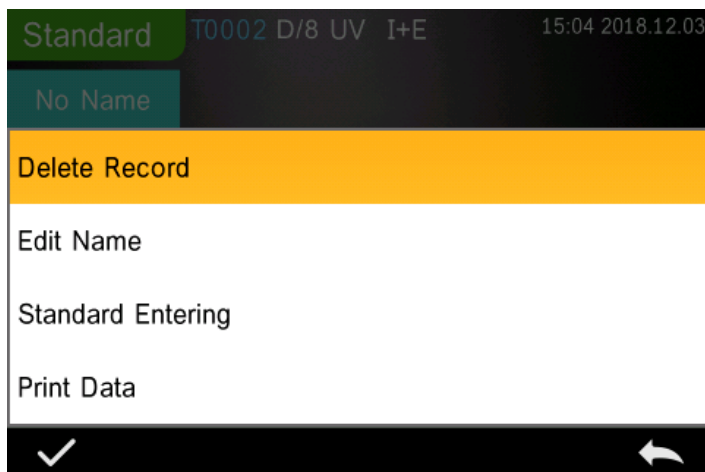 Standard T0002 D/8 UV I+E 15:04 2018.12.03
No Name
Delete Record
Edit Name
Standard Entering
Print Data